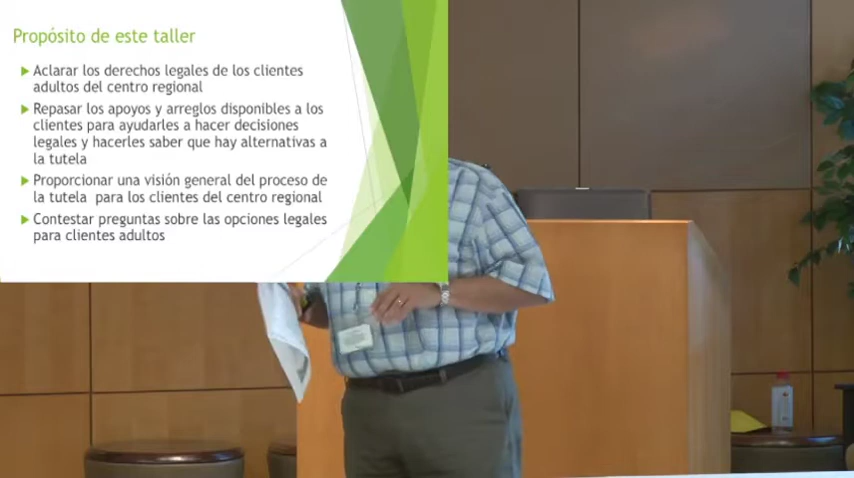 Propósito de este taller
Aclarar los derechos legales de los clientes
adultos del centro regional
Repasar los apoyos y arreglos disponibles a los
clientes para ayudarles a hacer decisiones
legales y hacerles saber que hay alternativas a
la tutela
Proporcionar una visión general del proceso de
la tutela para los clientes del centro regional
Contestar preguntas sobre las opciones legales
para clientes adultos